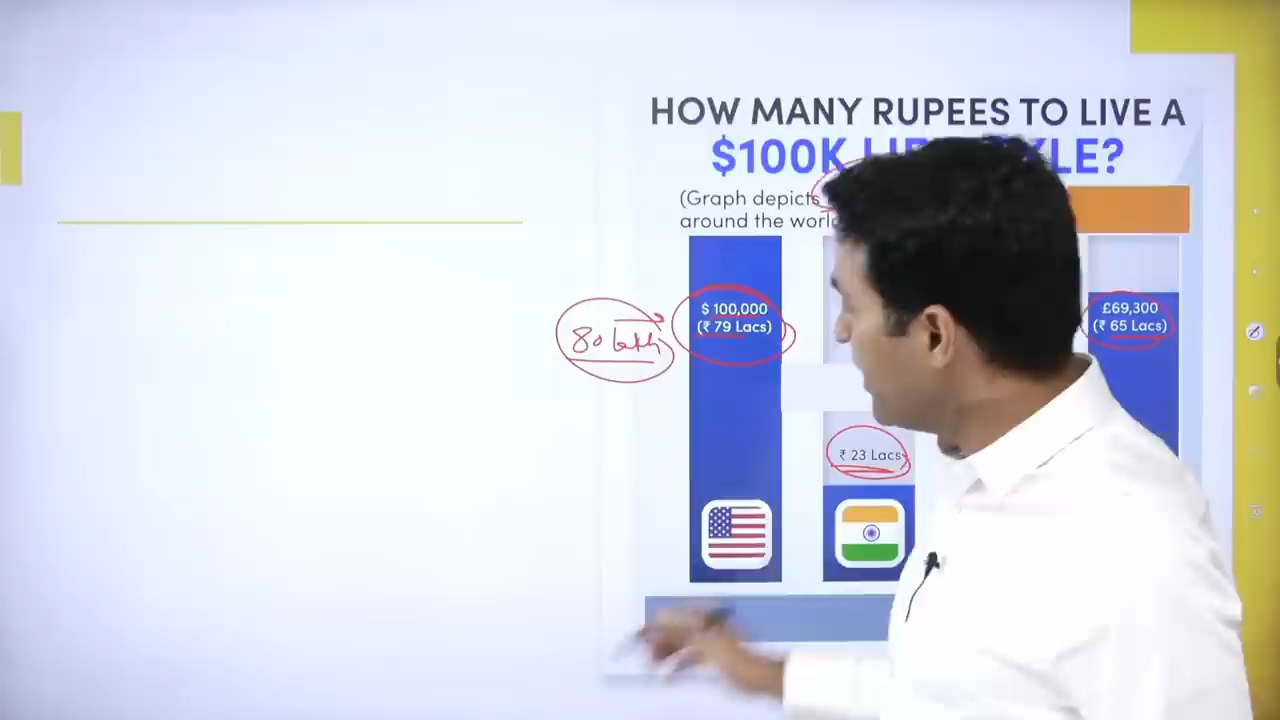 HOW MANY RUPEES TO LIVE A
$100K
(Graph depicts
around the world
$ 100,000
(₹ 79 Lacs)
80 lakh
£69,300
(₹ 65 Lacs)
₹ 23 Lacs